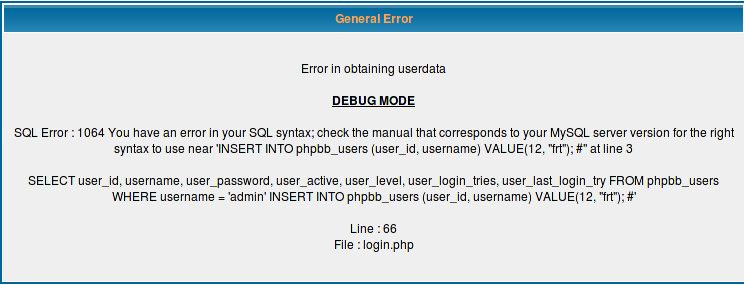 General Error
Error in obtaining userdata
DEBUG MODE
SQL Error : 1064 You have an error in your SQL syntax; check the manual that corresponds to your MySQL server version for the right
syntax to use near 'INSERT INTO phpbb_users (user_id, username) VALUE(12, "frt"); #'' at line 3
SELECT user_id, username, user_password, user_active, user_level, user_login_tries, user_last_login_try FROM phpbb_users
WHERE username = 'admin' INSERT INTO phpbb_users (user_id, username) VALUE(12, "frt"); #'
Line : 66
File : login.php